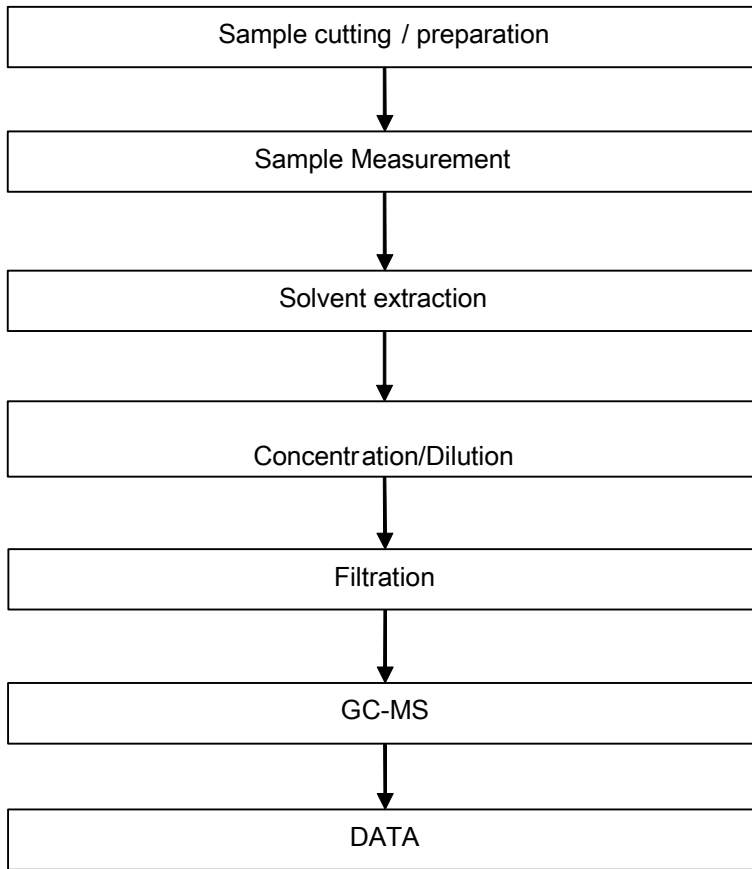 Sample cutting / preparation
Sample Measurement
Solvent extraction
Concentration/Dilution
Filtration
GC-MS
DATA